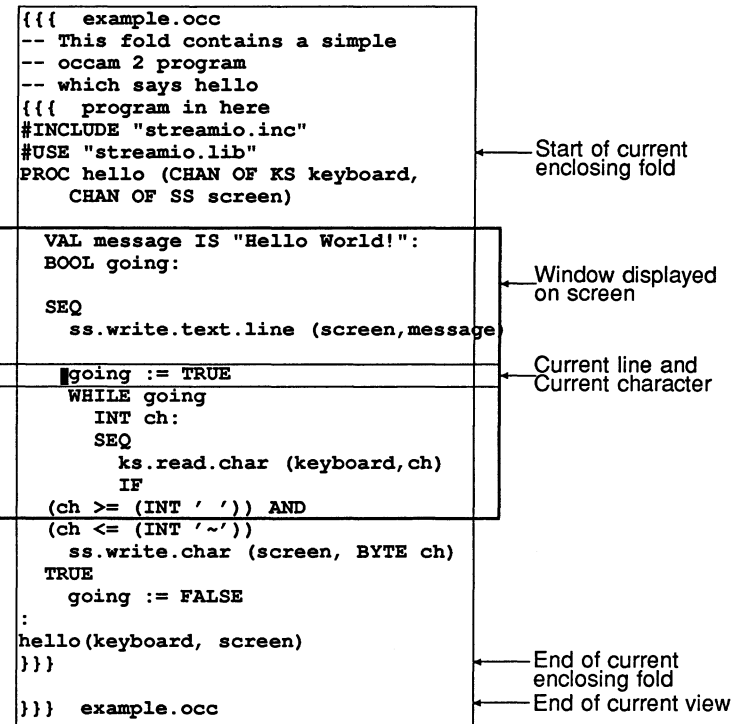 {{{  example.occ
-- This fold contains a simple
-- occam 2 program
-- which says hello
{{{  program in here
#INCLUDE "streamio.inc"
#USE "streamio.lib"
PROC hello (CHAN OF KS keyboard,
    CHAN OF SS screen)
Start of current
enclosing fold
  VAL message IS "Hello World!":
  BOOL going:
  SEQ
    ss.write.text.line (screen,message)
Window displayed
on screen
    going := TRUE
Current line and
Current character
    WHILE going
      INT ch:
      SEQ
        ks.read.char (keyboard,ch)
        IF
  (ch >= (INT ' ')) AND
  (ch <= (INT '~'))
    ss.write.char (screen, BYTE ch)
  TRUE
    going := FALSE
:
hello(keyboard, screen)
}}}
End of current
enclosing fold
}}}  example.occ
End of current view